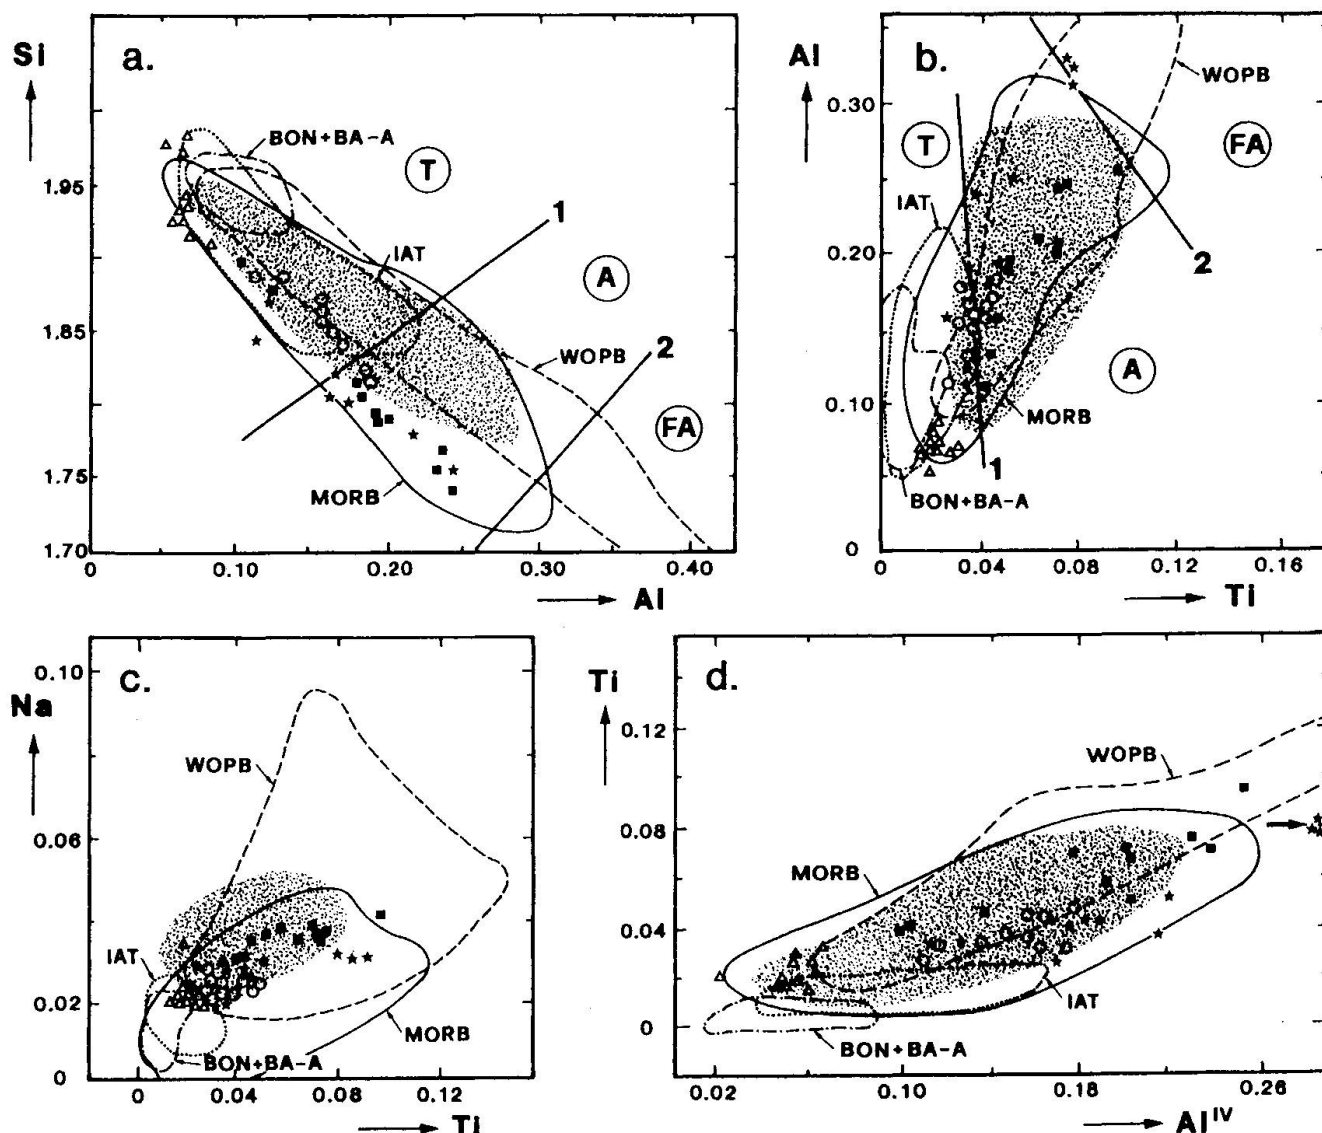 Si
a.
BON+BA-A
T
1.95
1
IAT
A
1.85
2
WOPB
FA
1.75
MORB
1.70
0
0.10
0.20
0.30
0.40
Al
Al
b.
WOPB
2
0.30
T
FA
IAT
0.20
2
A
0.10
MORB
1
BON+BA-A
0
0
0.04
0.08
0.12
0.16
Ti
c.
0.10
Na
WOPB
0.06
IAT
0.02
MORB
BON+BA-A
0
0
0.04
0.08
0.12
Ti
Ti
d.
0.12
WOPB
0.08
MORB
0.04
IAT
0
BON+BA-A
0.02
0.10
0.18
0.26
Al^IV